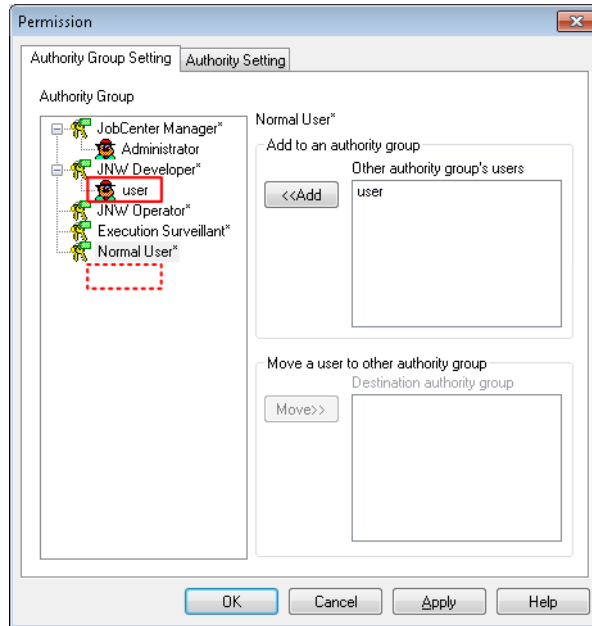 Permission
Authority Group Setting
Authority Setting
Authority Group
JobCenter Manager*
Administrator
JNW Developer*
user
JNW Operator*
Execution Surveillant*
Normal User*
Normal User*
Add to an authority group
Other authority group's users
<<Add
user
Move a user to other authority group
Destination authority group
Move>>
OK
Cancel
Apply
Help